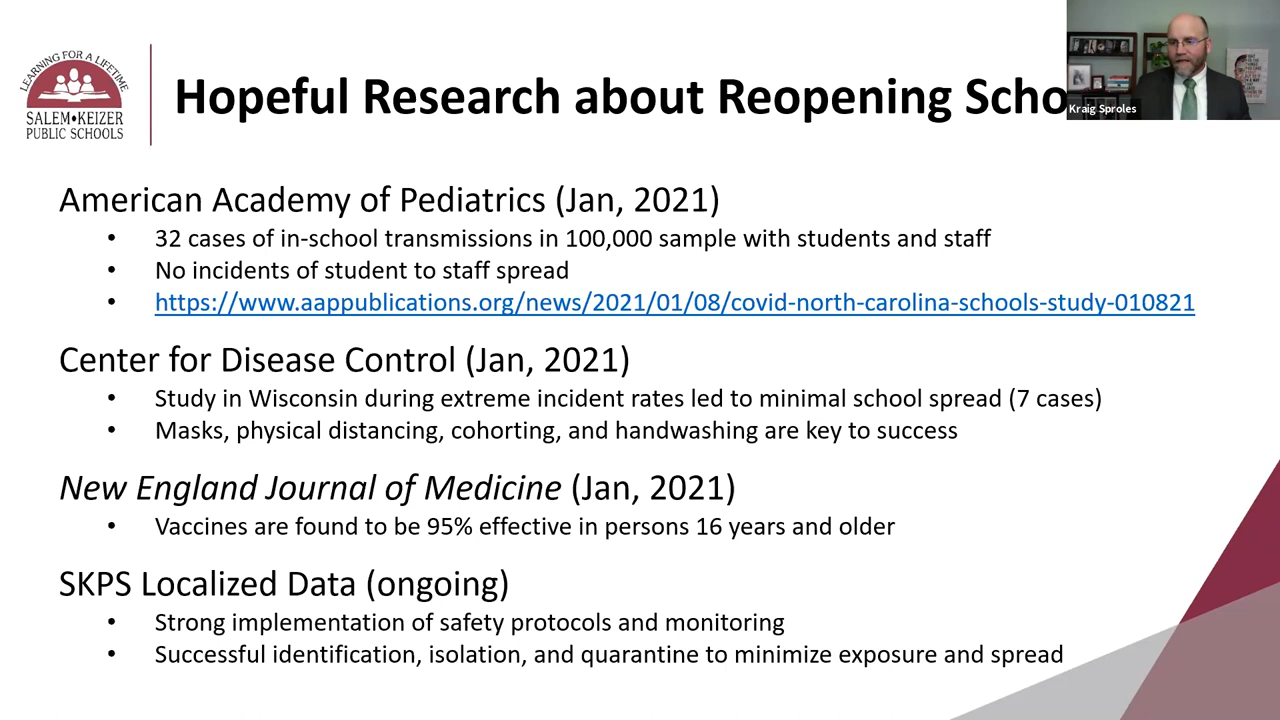 LEARNING FOR A LIFETIME
SALEM•KEIZER
PUBLIC SCHOOLS
Hopeful Research about Reopening Scho
Kraig Sproles
American Academy of Pediatrics (Jan, 2021)
• 32 cases of in-school transmissions in 100,000 sample with students and staff
• No incidents of student to staff spread
• https://www.aappublications.org/news/2021/01/08/covid-north-carolina-schools-study-010821
Center for Disease Control (Jan, 2021)
• Study in Wisconsin during extreme incident rates led to minimal school spread (7 cases)
• Masks, physical distancing, cohorting, and handwashing are key to success
New England Journal of Medicine (Jan, 2021)
• Vaccines are found to be 95% effective in persons 16 years and older
SKPS Localized Data (ongoing)
• Strong implementation of safety protocols and monitoring
• Successful identification, isolation, and quarantine to minimize exposure and spread